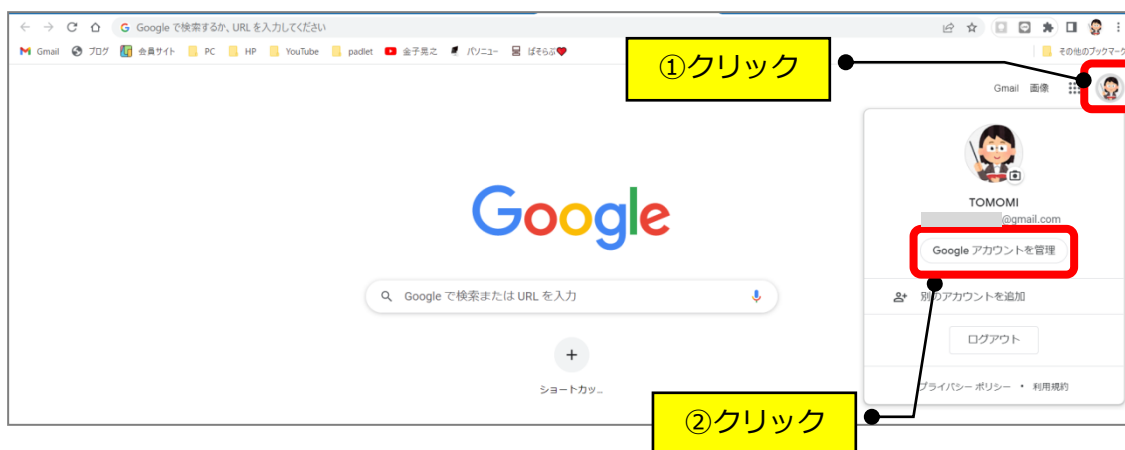 Google で検索するか、URL を入力してください
Gmail ブログ 会員サイト PC HP YouTube padlet 金子晃之 パソニュー ぱそらぶ その他のブックマーク
①クリック
Gmail 画像
TOMOMI
@gmail.com
Google
Google アカウントを管理
Google で検索または URL を入力
別のアカウントを追加
ログアウト
ショートカッ...
プライバシー ポリシー • 利用規約
②クリック